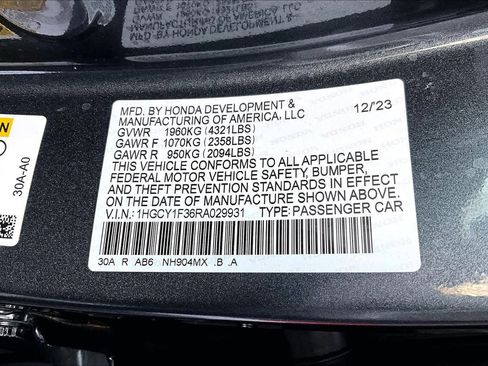 MFD. BY HONDA DEVELOPMENT &
MANUFACTURING OF AMERICA, LLC 12/23
GVWR 1960KG (4321LBS)
GAWR F 1070KG (2358LBS)
GAWR R 950KG (2094LBS)
THIS VEHICLE CONFORMS TO ALL APPLICABLE
FEDERAL MOTOR VEHICLE SAFETY, BUMPER,
AND THEFT PREVENTION STANDARDS IN EFFECT
ON THE DATE OF MANUFACTURE SHOWN ABOVE.
V.I.N.: 1HGCY1F36RA029931 TYPE: PASSENGER CAR
30A R AB6 NH904MX .B .A
30A-A0